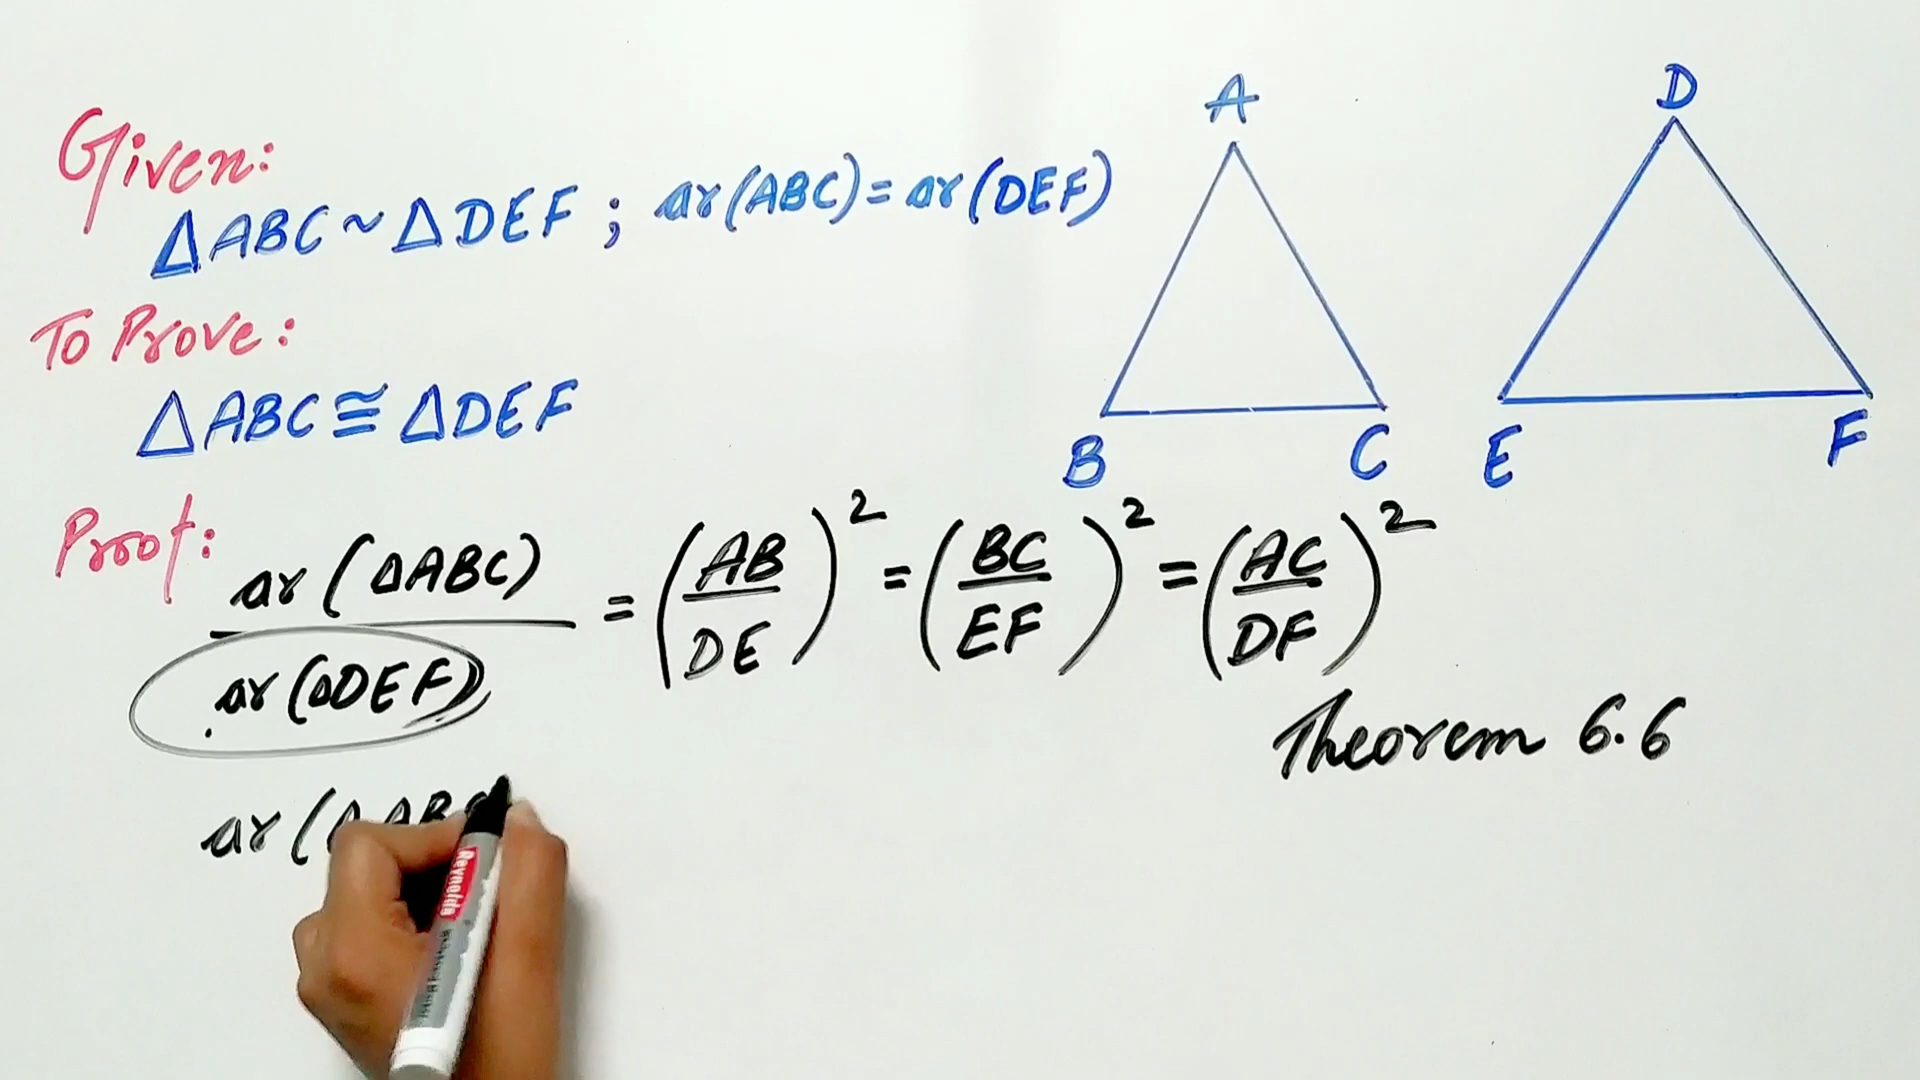 Given:
ΔABC ~ ΔDEF ; ar(ABC) = ar(DEF)
To Prove:
ΔABC ≅ ΔDEF
A
B
C
D
E
F
Proof:
ar(ΔABC)/ar(ΔDEF) = (AB/DE)² = (BC/EF)² = (AC/DF)²
Theorem 6.6
ar(ΔABC
Reynolds